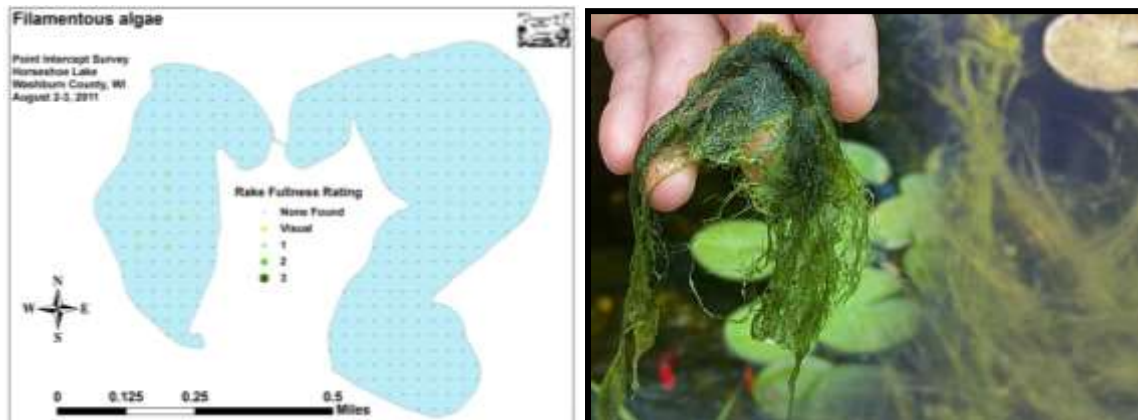 Filamentous algae
Point Intercept Survey
Horseshoe Lake
Washburn County, WI
August 2-3, 2011
Rake Fullness Rating
None Found
Visual
1
2
3
N
W E
S
0 0.125 0.25 0.5
Miles